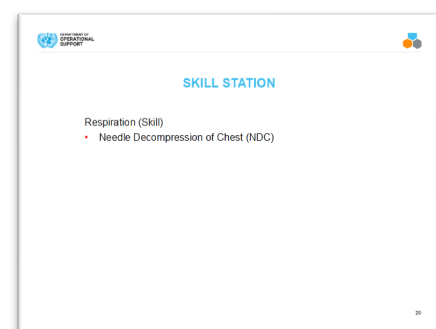 DEPARTMENT OF
OPERATIONAL
SUPPORT
SKILL STATION
Respiration (Skill)
• Needle Decompression of Chest (NDC)
20